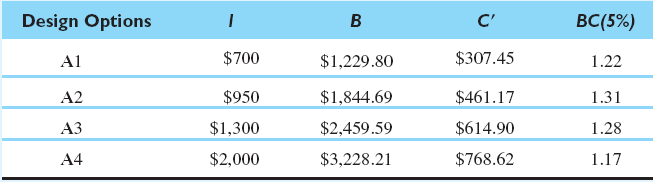 Design Options I B C′ BC(5%)
A1 $700 $1,229.80 $307.45 1.22
A2 $950 $1,844.69 $461.17 1.31
A3 $1,300 $2,459.59 $614.90 1.28
A4 $2,000 $3,228.21 $768.62 1.17